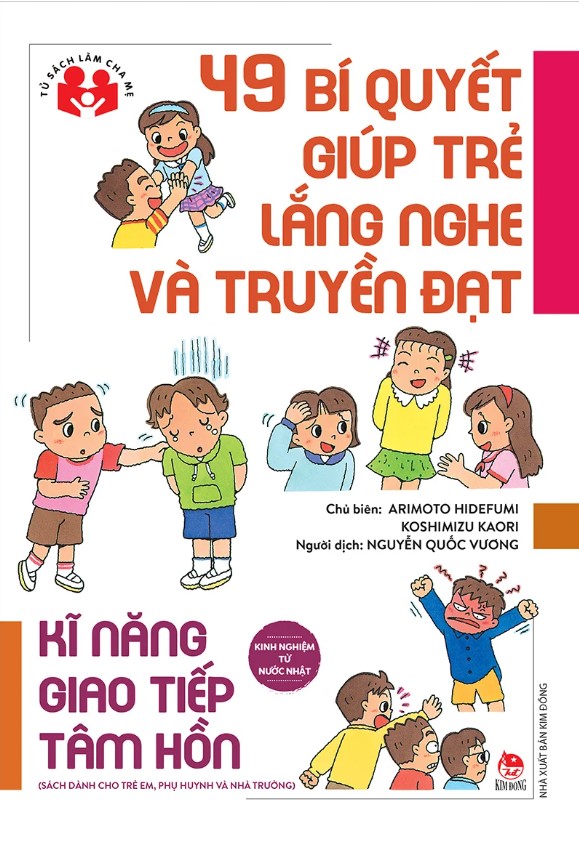 TỦ SÁCH LÀM CHA MẸ
49 BÍ QUYẾT
GIÚP TRẺ
LẮNG NGHE
VÀ TRUYỀN ĐẠT
Chủ biên: ARIMOTO HIDEFUMI
KOSHIMIZU KAORI
Người dịch: NGUYỄN QUỐC VƯƠNG
KĨ NĂNG
GIAO TIẾP
TÂM HỒN
KINH NGHIỆM
TỪ
NƯỚC NHẬT
(SÁCH DÀNH CHO TRẺ EM, PHỤ HUYNH VÀ NHÀ TRƯỜNG)
KIM ĐỒNG
NHÀ XUẤT BẢN KIM ĐỒNG